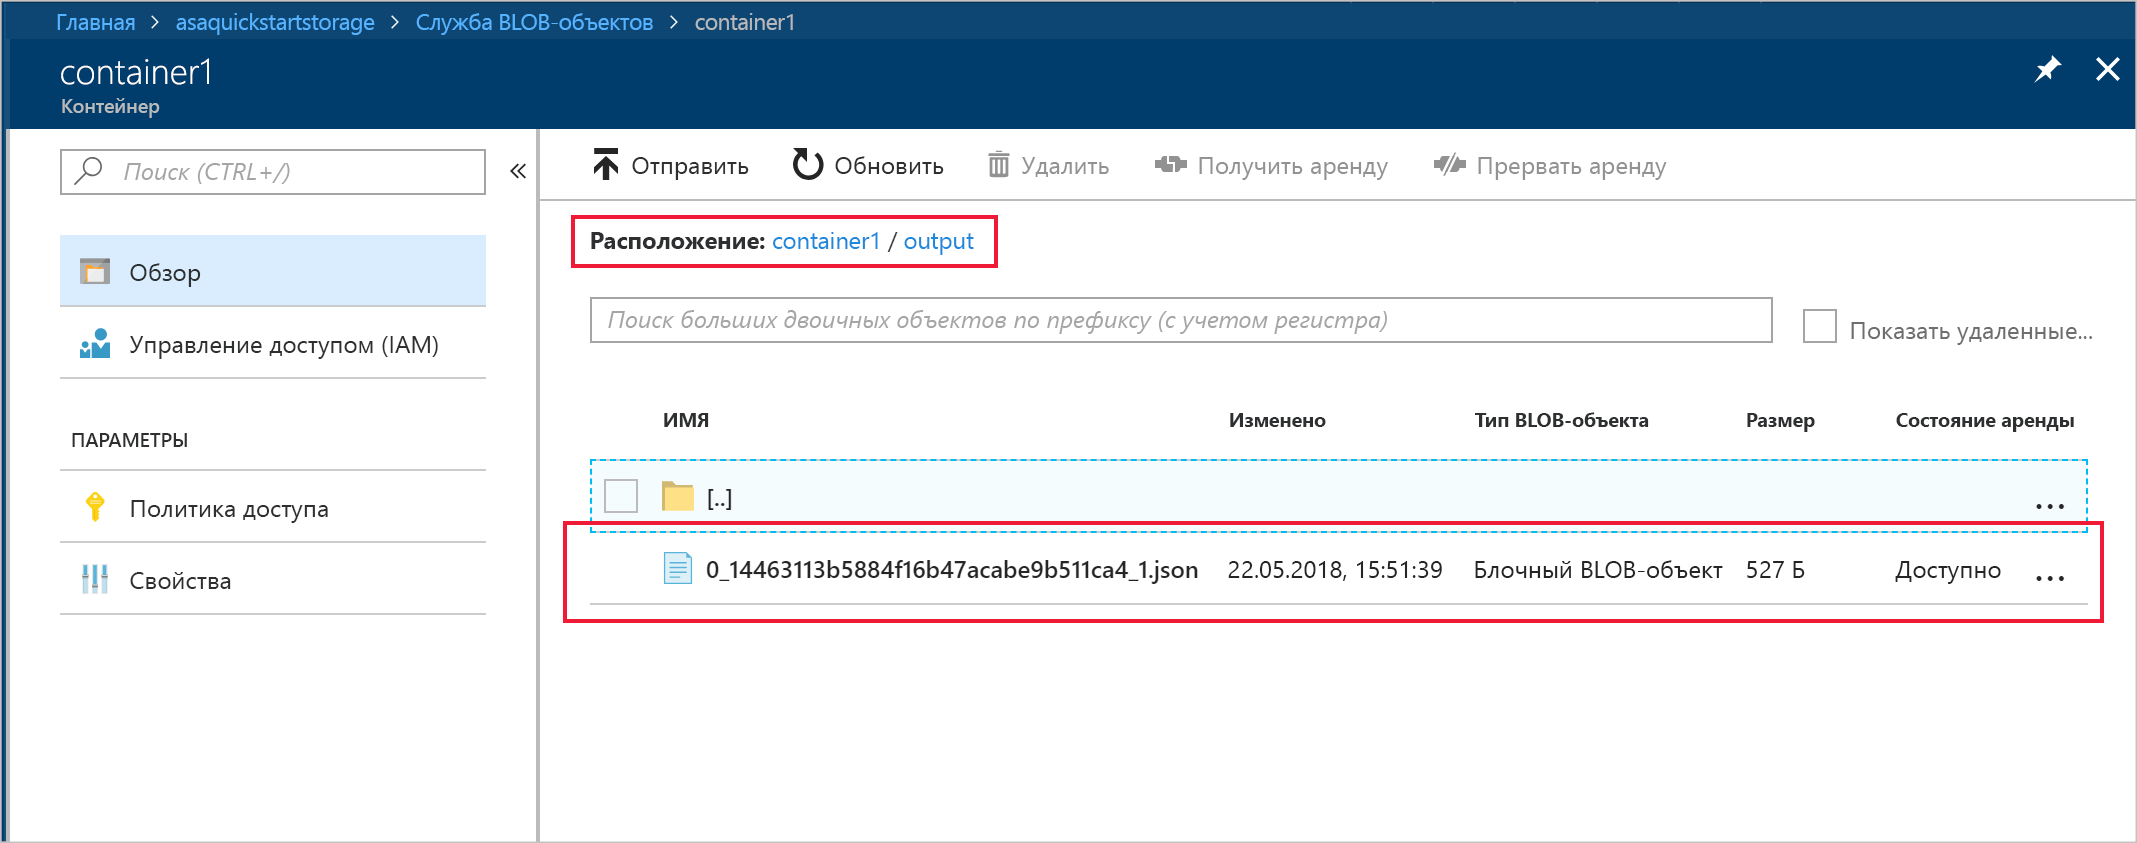 Главная > asaquickstartstorage > Служба BLOB-объектов > container1
container1
Контейнер
Поиск (CTRL+/)
«
Обзор
Управление доступом (IAM)
ПАРАМЕТРЫ
Политика доступа
Свойства
Отправить Обновить Удалить Получить аренду Прервать аренду
Расположение: container1 / output
Поиск больших двоичных объектов по префиксу (с учетом регистра)
Показать удаленные...
ИМЯ Изменено Тип BLOB-объекта Размер Состояние аренды
[..] ...
0_14463113b5884f16b47acabe9b511ca4_1.json 22.05.2018, 15:51:39 Блочный BLOB-объект 527 Б Доступно ...